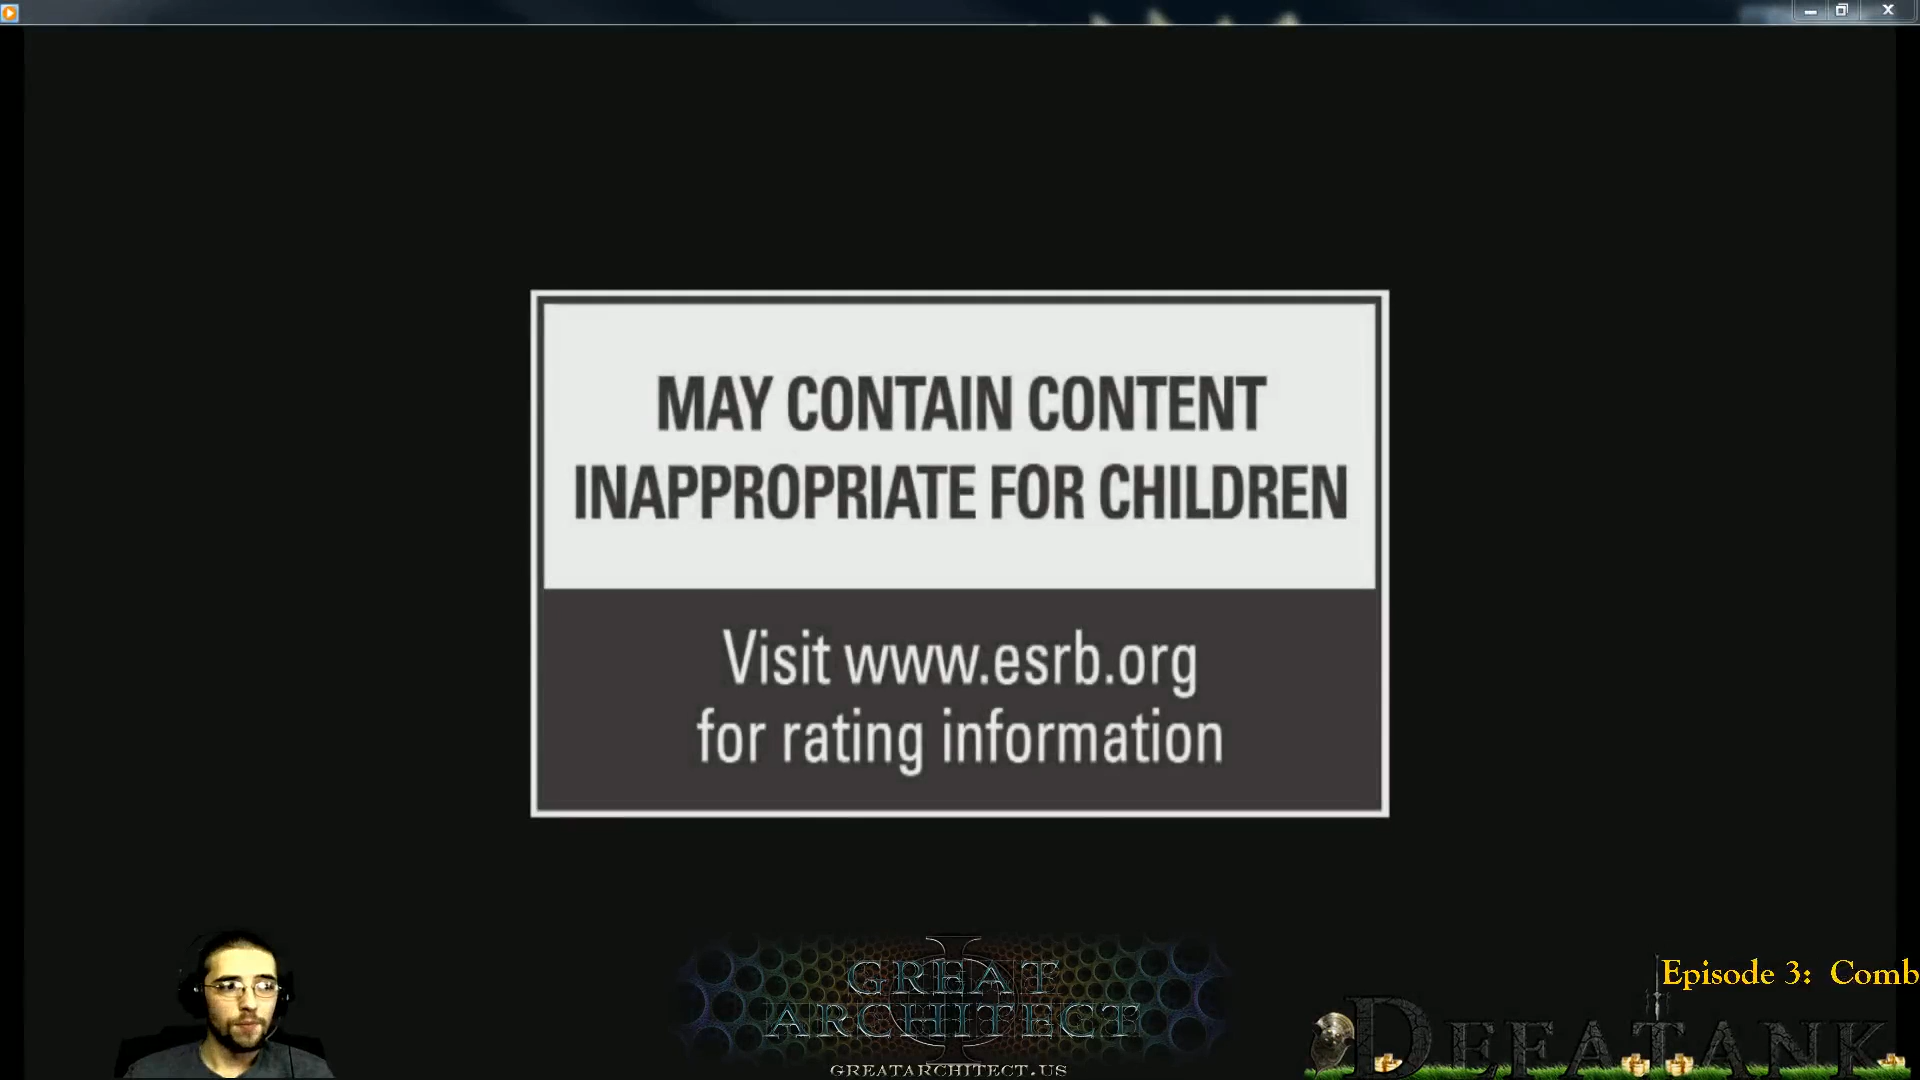 MAY CONTAIN CONTENT
INAPPROPRIATE FOR CHILDREN
Visit www.esrb.org
for rating information
GREAT
ARCHITECT
GREATARCHITECT.US
Episode 3: Comb
DEFATANK